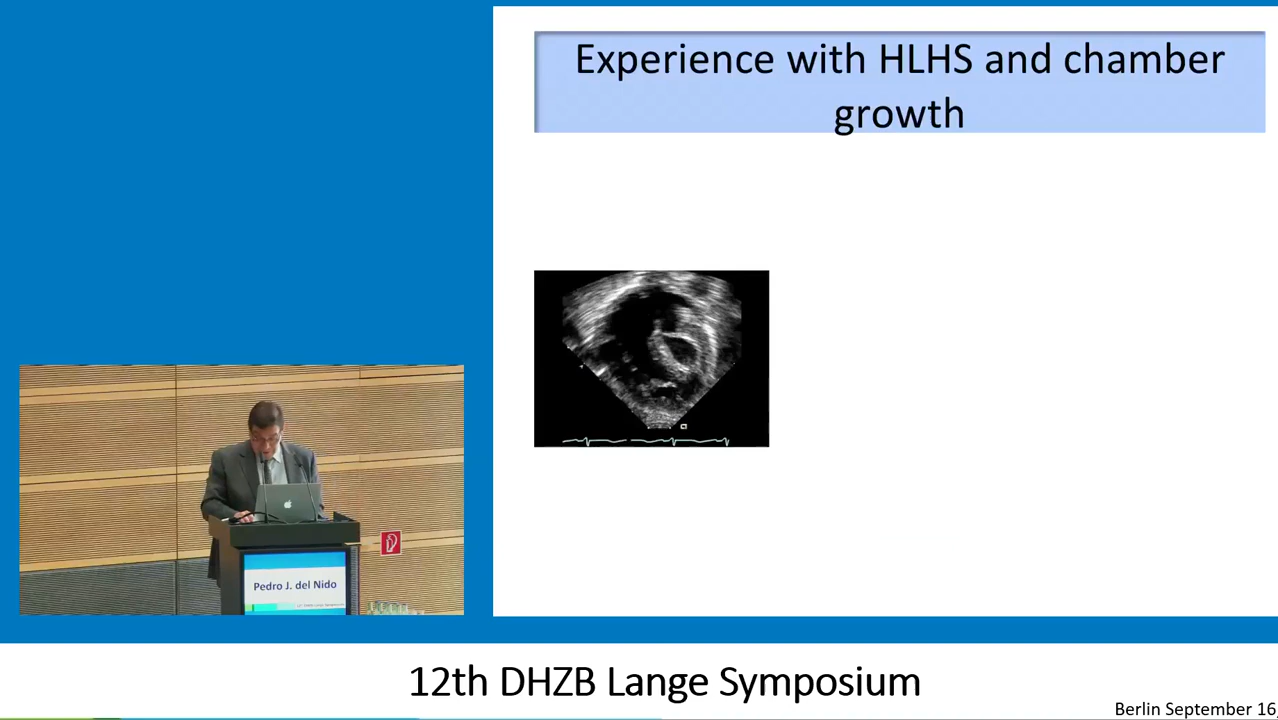 Experience with HLHS and chamber
growth
Pedro J. del Nido
12th DHZB Lange Symposium
Berlin September 16,